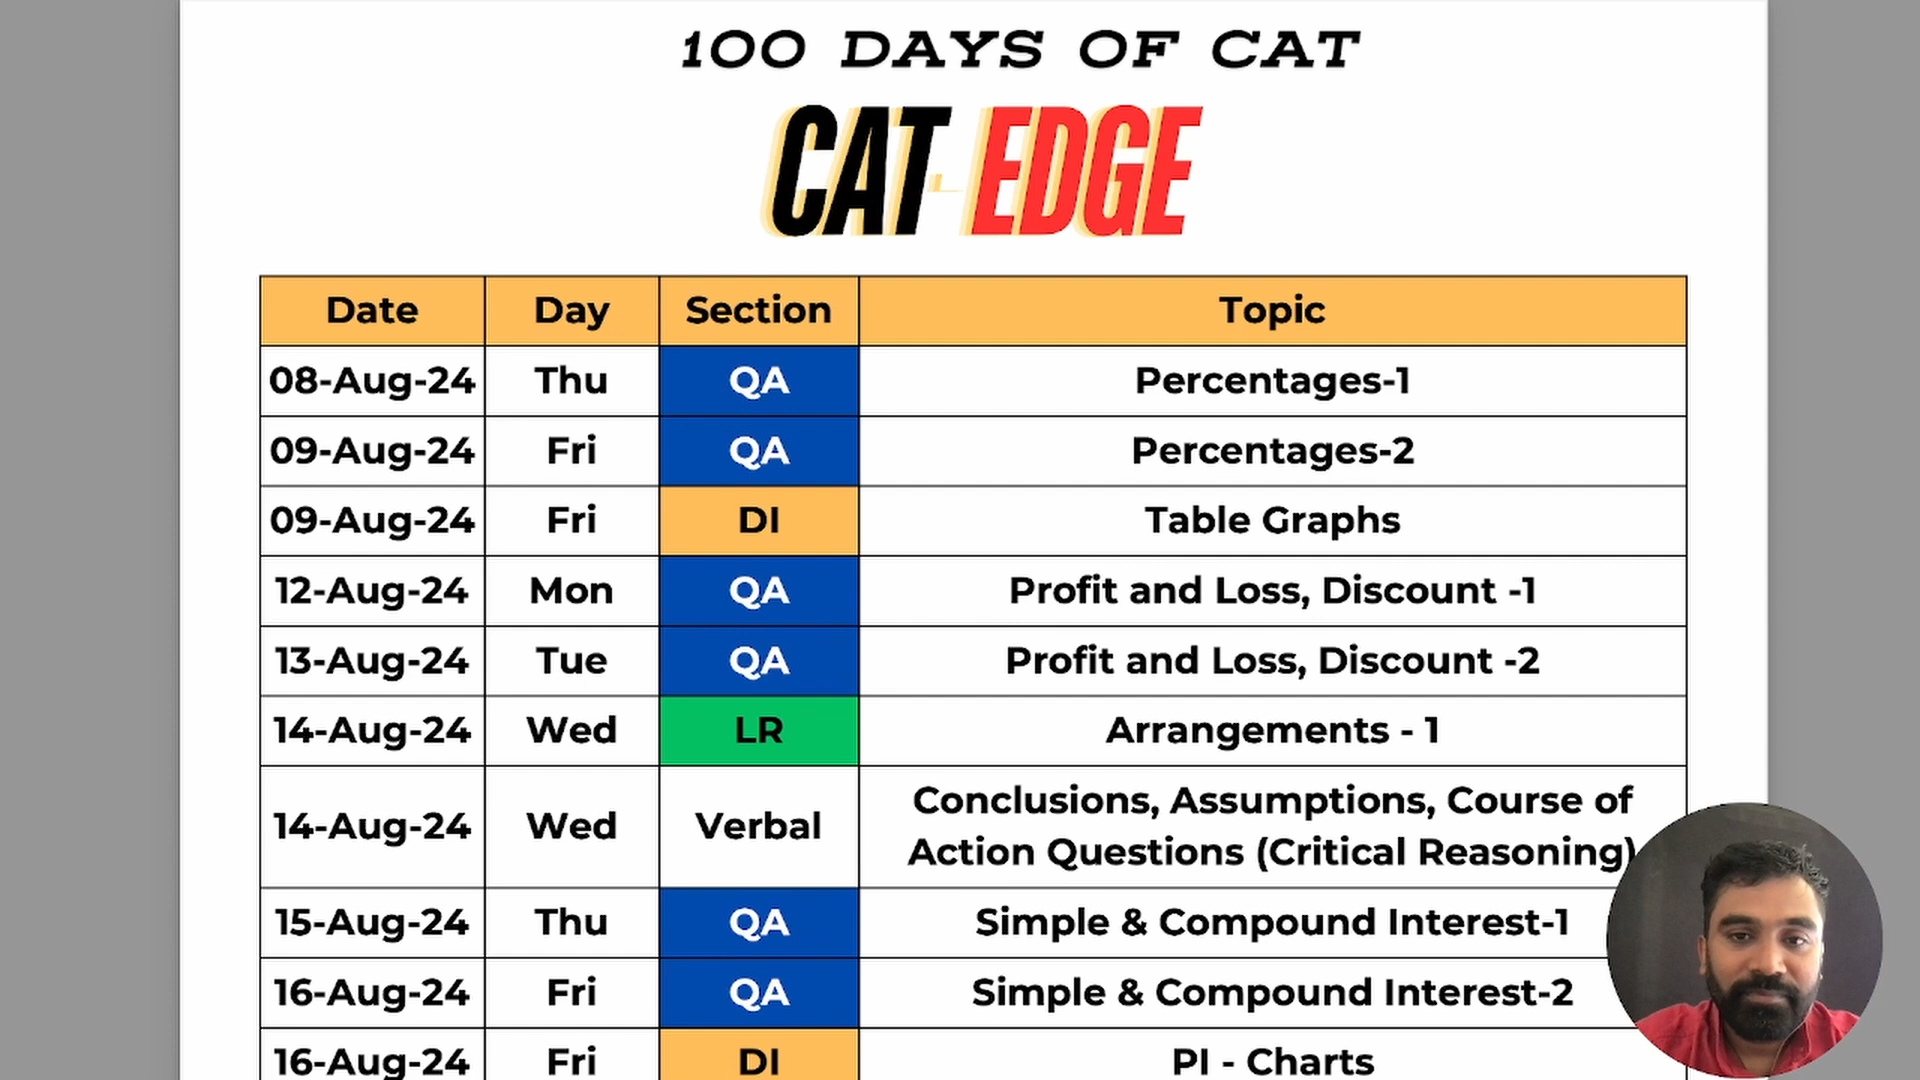 100 DAYS OF CAT
CAT EDGE
Date Day Section Topic
08-Aug-24 Thu QA Percentages-1
09-Aug-24 Fri QA Percentages-2
09-Aug-24 Fri DI Table Graphs
12-Aug-24 Mon QA Profit and Loss, Discount -1
13-Aug-24 Tue QA Profit and Loss, Discount -2
14-Aug-24 Wed LR Arrangements - 1
14-Aug-24 Wed Verbal Conclusions, Assumptions, Course of
Action Questions (Critical Reasoning)
15-Aug-24 Thu QA Simple & Compound Interest-1
16-Aug-24 Fri QA Simple & Compound Interest-2
16-Aug-24 Fri DI PI - Charts